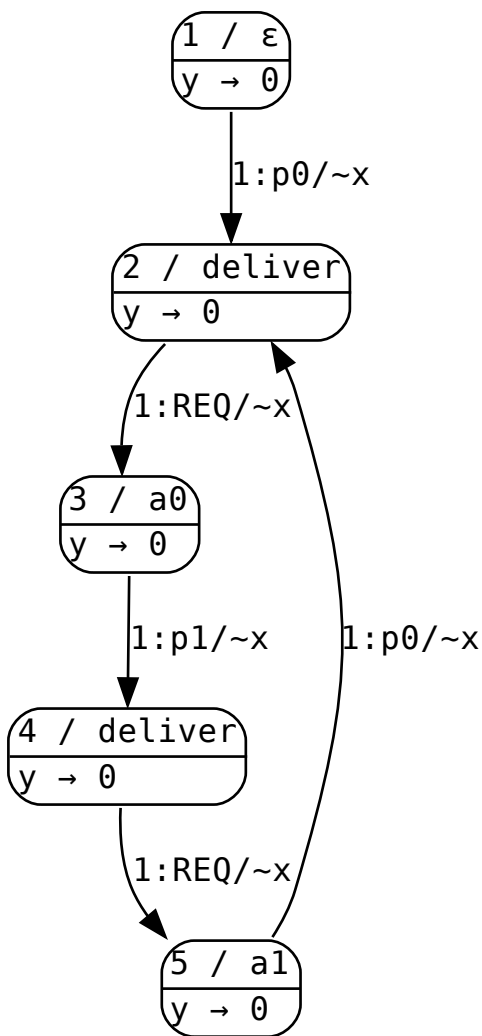 1 / ε
y → 0
1:p0/~x
2 / deliver
y → 0
1:REQ/~x
3 / a0
y → 0
1:p1/~x
1:p0/~x
4 / deliver
y → 0
1:REQ/~x
5 / a1
y → 0